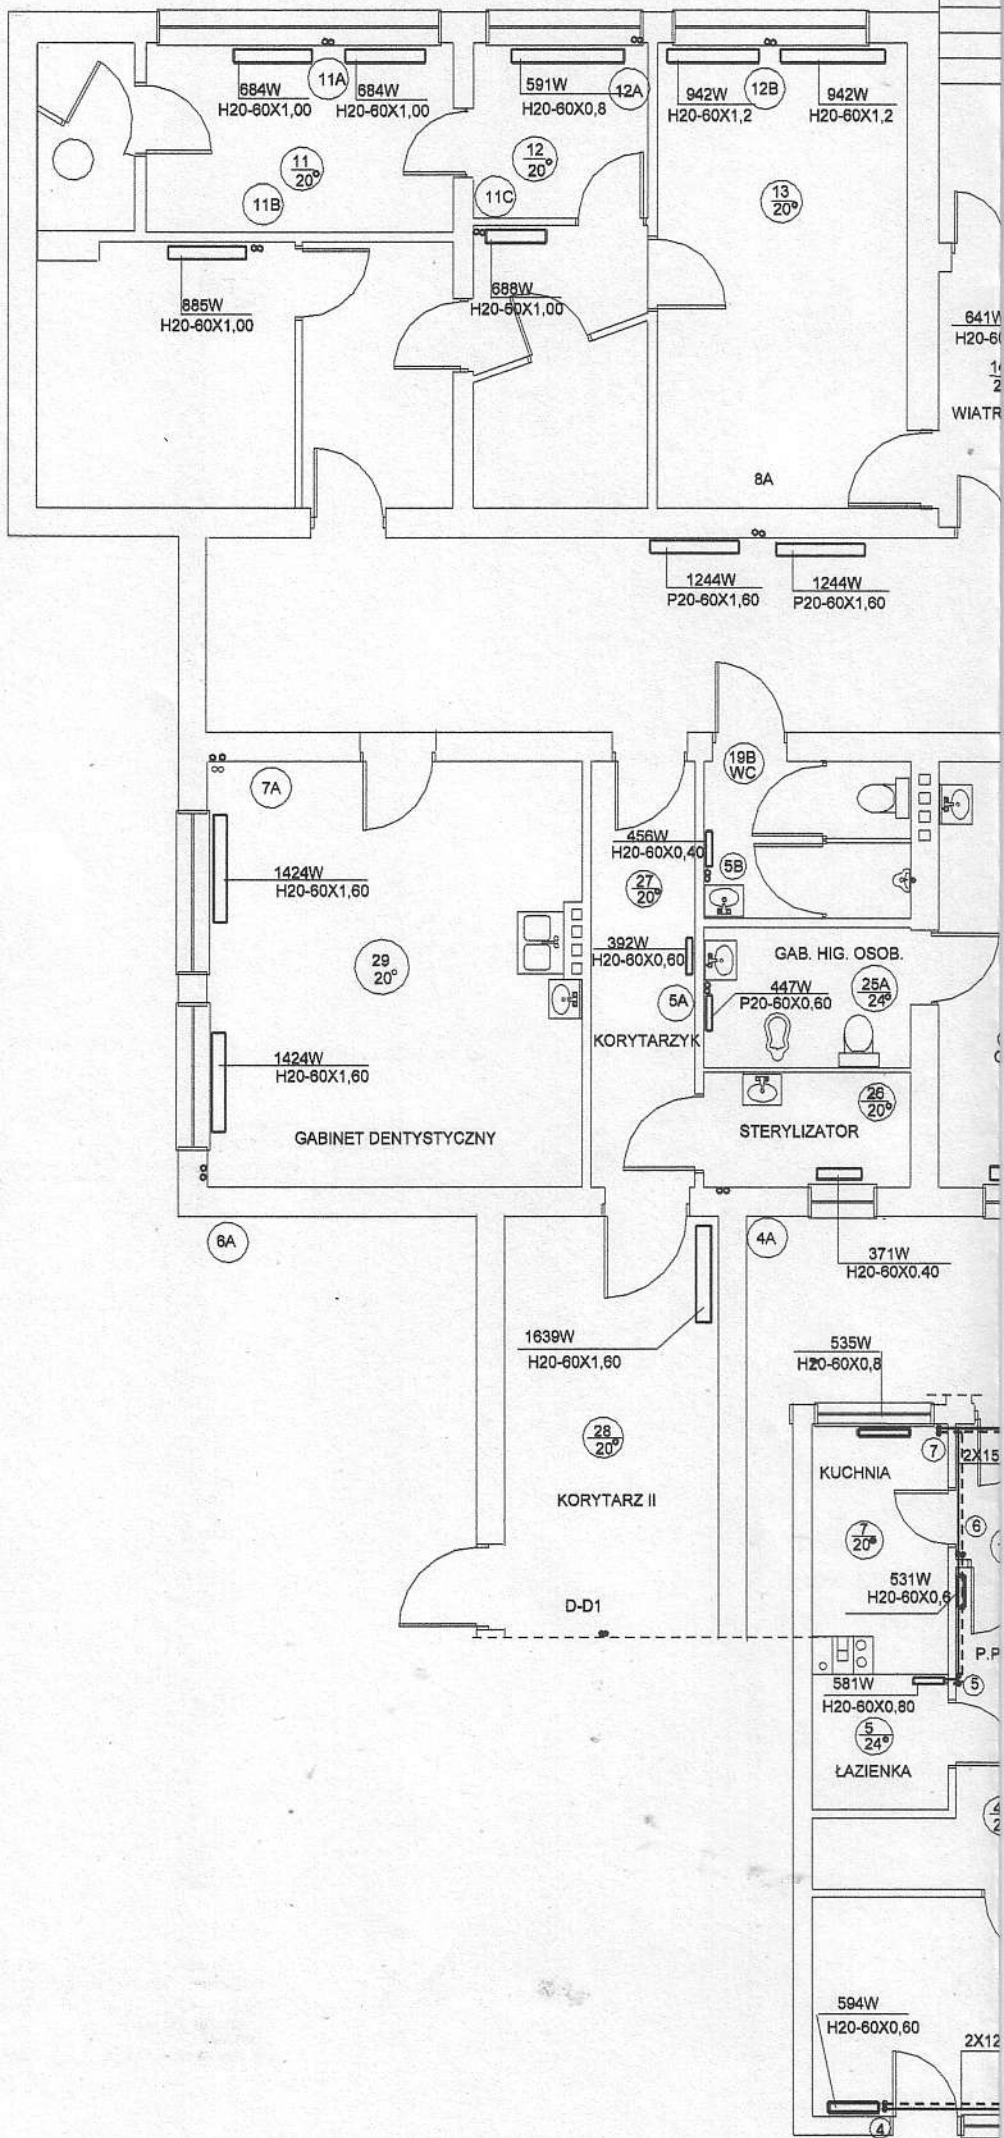 684W
H20-60X1,00
11A
684W
H20-60X1,00
591W
H20-60X0,8
12A
942W
H20-60X1,2
12B
942W
H20-60X1,2
11
20°
11B
12
20°
11C
13
20°
885W
H20-60X1,00
688W
H20-60X1,00
641W
H20-60
WIATR
8A
1244W
P20-60X1,60
1244W
P20-60X1,60
7A
19B
WC
1424W
H20-60X1,60
456W
H20-60X0,40
5B
27
20°
29
20°
392W
H20-60X0,60
GAB. HIG. OSOB.
25A
24°
447W
P20-60X0,60
5A
KORYTARZYK
1424W
H20-60X1,60
GABINET DENTYSTYCZNY
26
20°
STERYLIZATOR
6A
4A
371W
H20-60X0.40
1639W
H20-60X1,60
535W
H20-60X0,8
28
20°
KORYTARZ II
7
2X15
KUCHNIA
6
7
20°
531W
H20-60X0,6
D-D1
P.P
581W
H20-60X0,80
5
5
24°
ŁAZIENKA
594W
H20-60X0,60
2X12
4